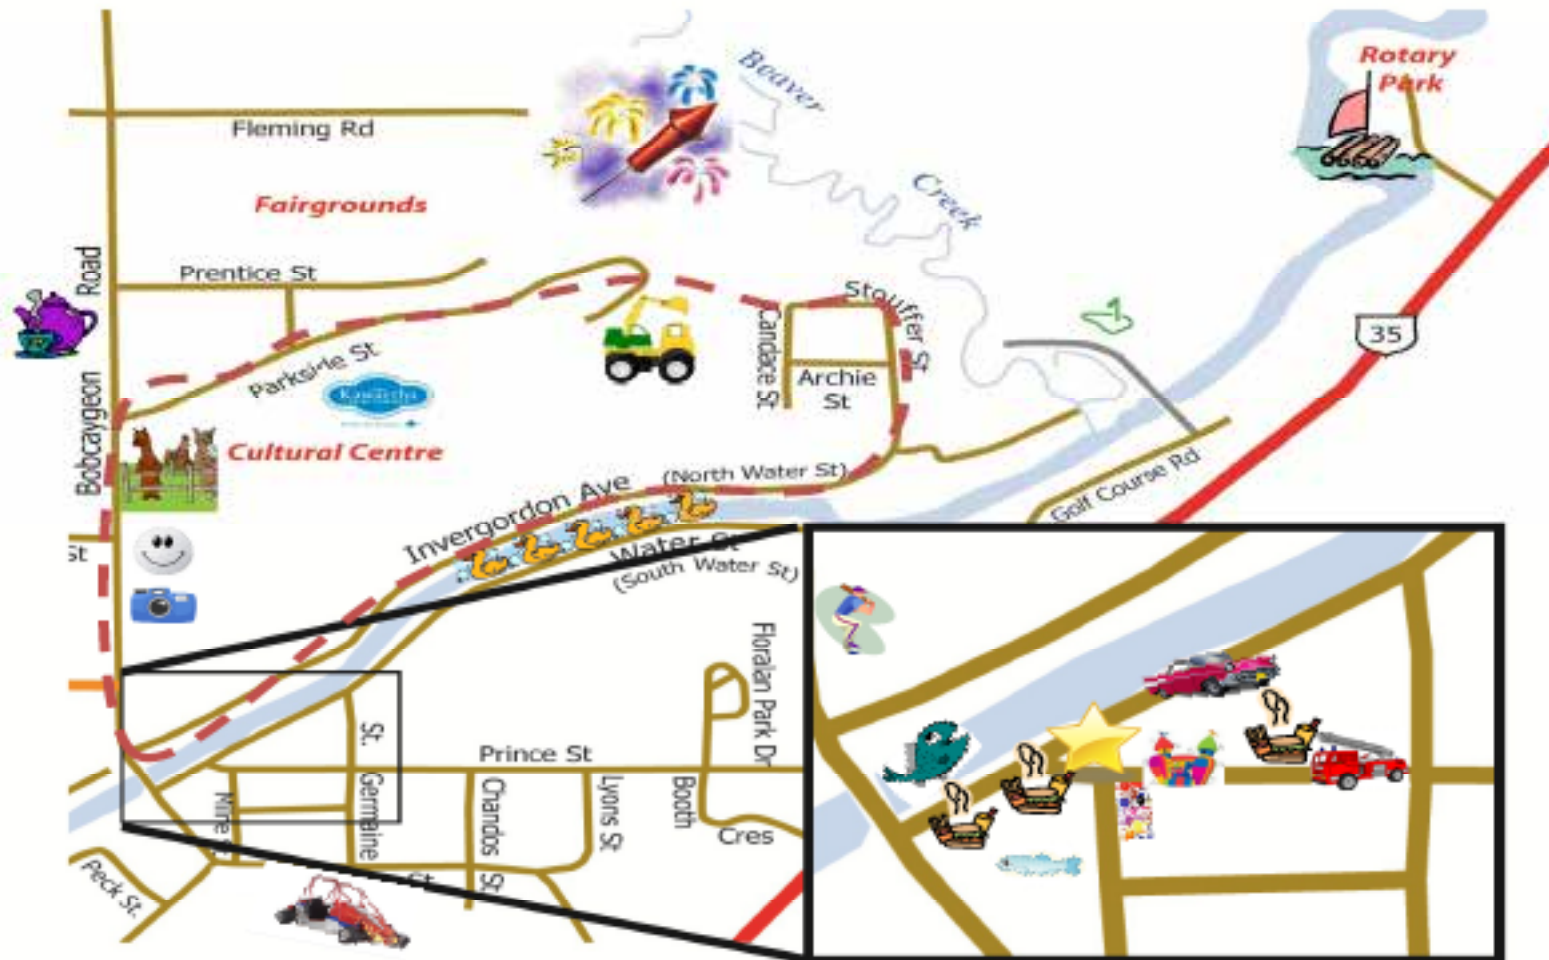 Rotary
Park
Beaver
Fleming Rd
Creek
Fairgrounds
Road
Prentice St
Stouffer St
35
Candace St
Parkside St
Archie
St
Kawartha
Bobcaygeon
Cultural Centre
(North Water St)
Invergordon Ave
Golf Course Rd
St
Water St
(South Water St)
Floralan Park Dr
St.
Prince St
Germaine
Chandos
St
Lyons St
Booth
Cres
St
Peck St.